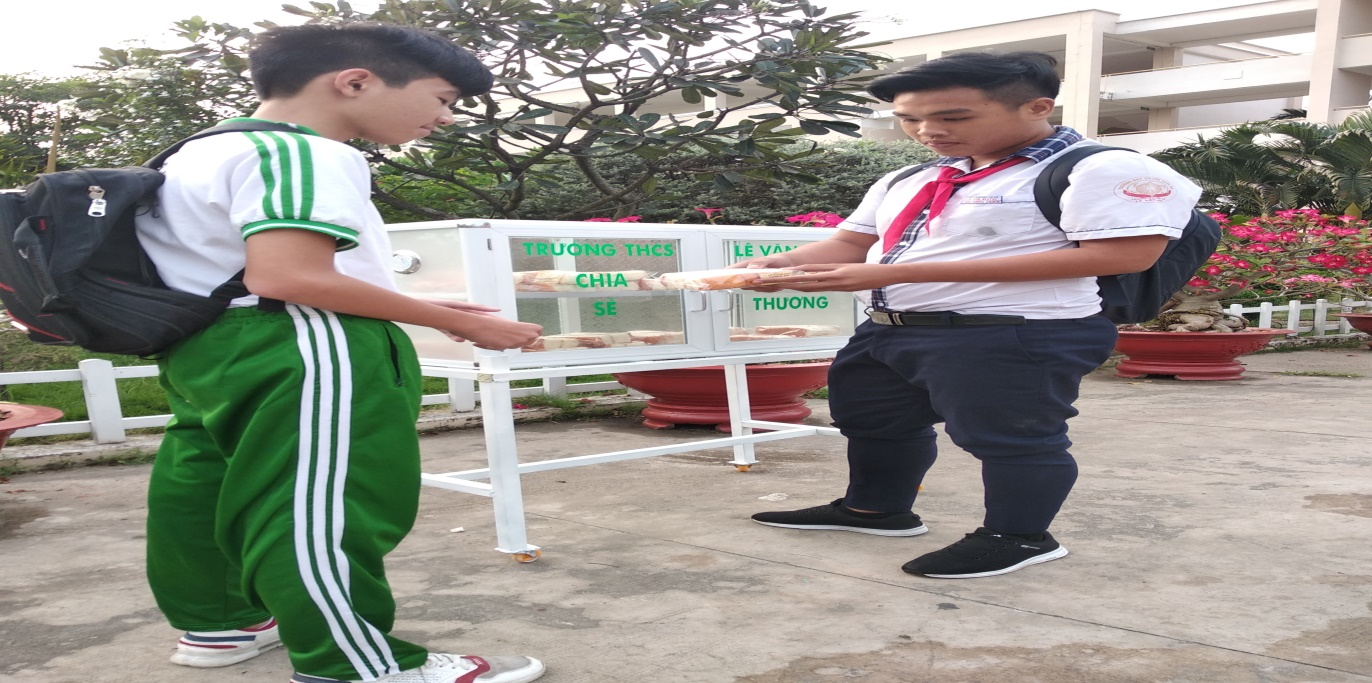 TRƯỜNG THCS
LÊ VĂN
CHIA
SẺ
THƯƠNG